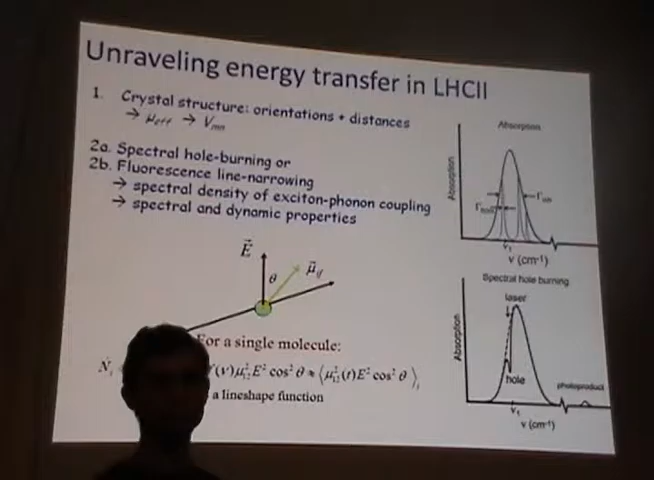 Unraveling energy transfer in LHCII
1. Crystal structure: orientations + distances
→ μeff → Vmn
2a. Spectral hole-burning or
2b. Fluorescence line-narrowing
→ spectral density of exciton-phonon coupling
→ spectral and dynamic properties
E⃗
θ
μ⃗if
For a single molecule:
a lineshape function
Absorption
Absorption
ν (cm⁻¹)
Spectral hole burning
laser
Absorption
hole
photoproduct
ν (cm⁻¹)